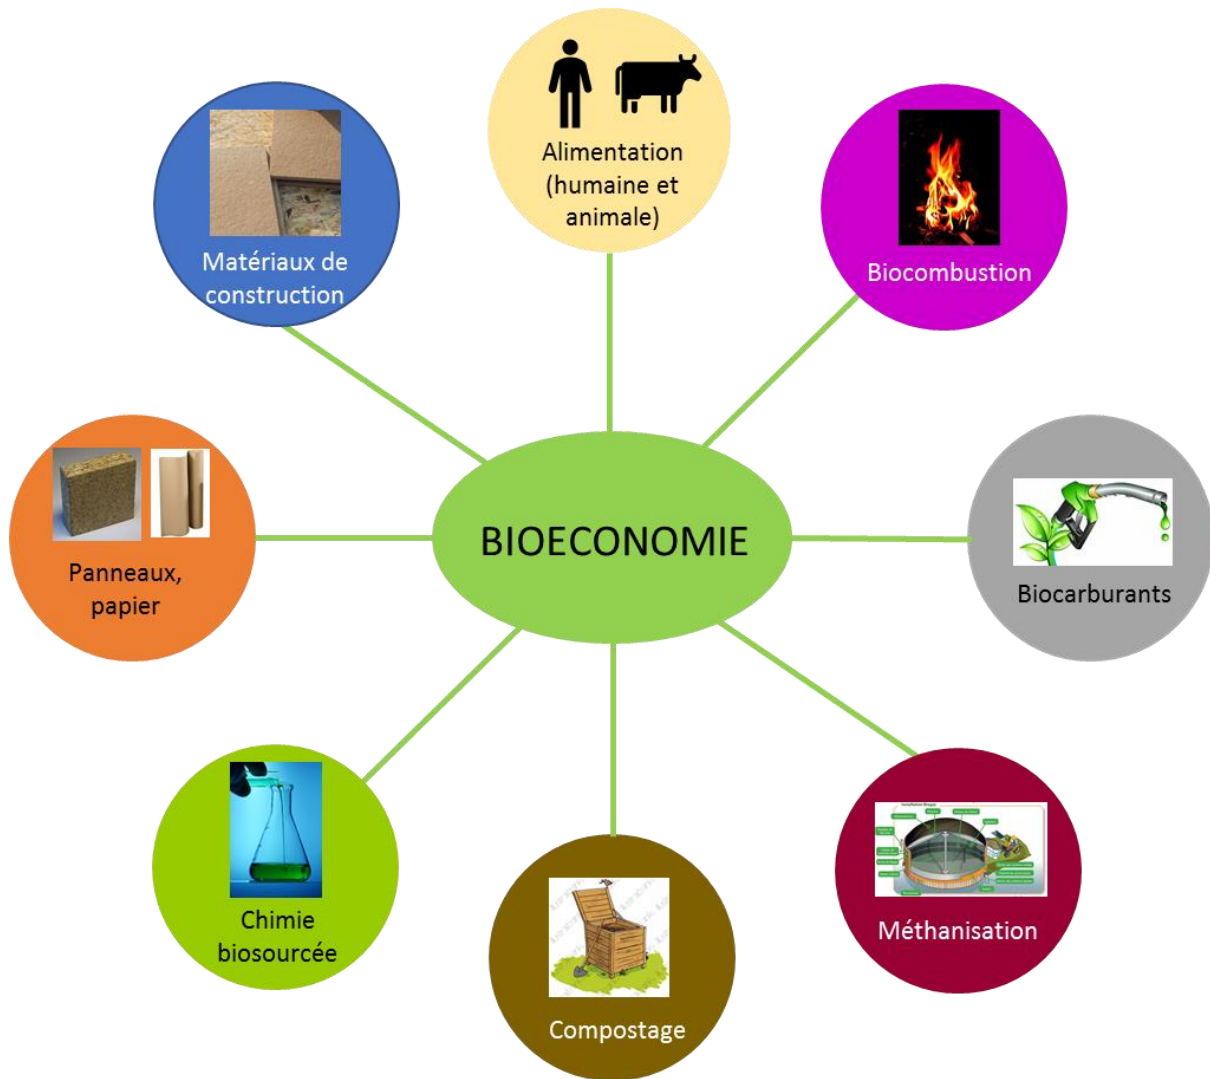 Alimentation
(humaine et
animale)
Biocombustion
Matériaux de
construction
BIOECONOMIE
Biocarburants
Panneaux,
papier
Méthanisation
Chimie
biosourcée
Compostage